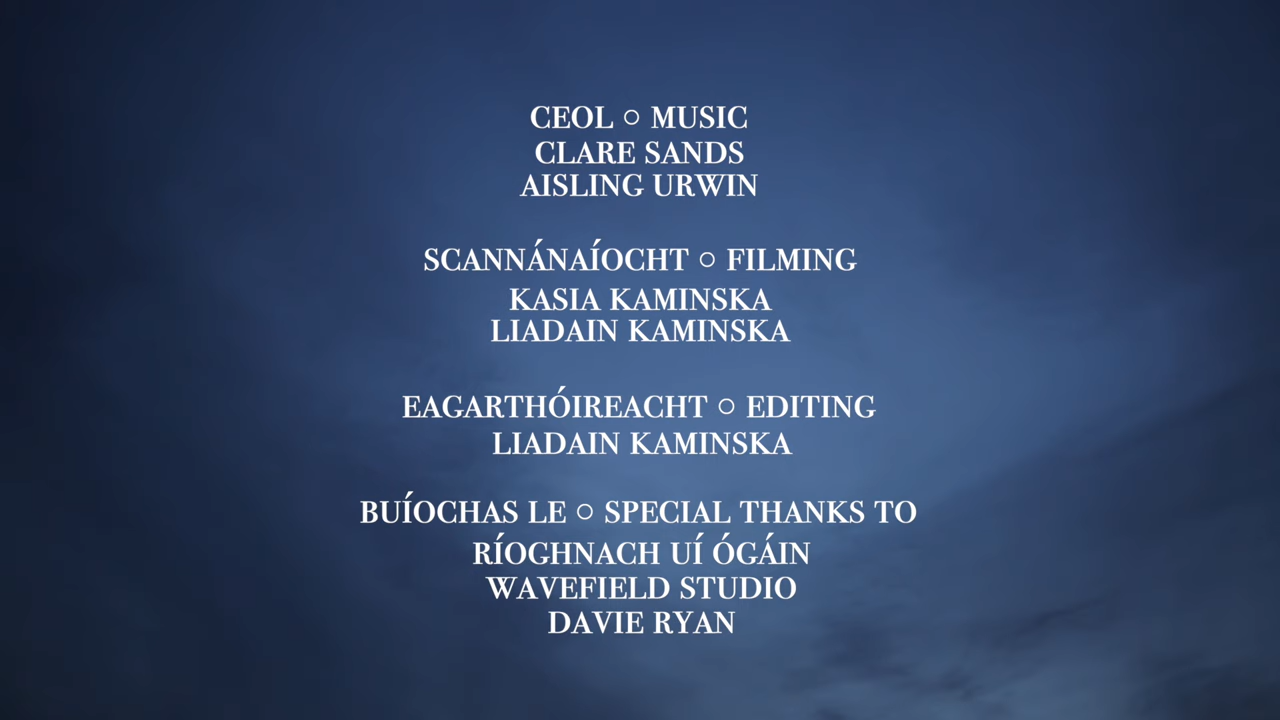 CEOL ○ MUSIC
CLARE SANDS
AISLING URWIN
SCANNÁNAÍOCHT ○ FILMING
KASIA KAMINSKA
LIADAIN KAMINSKA
EAGARTHÓIREACHT ○ EDITING
LIADAIN KAMINSKA
BUÍOCHAS LE ○ SPECIAL THANKS TO
RÍOGHNACH UÍ ÓGÁIN
WAVEFIELD STUDIO
DAVIE RYAN